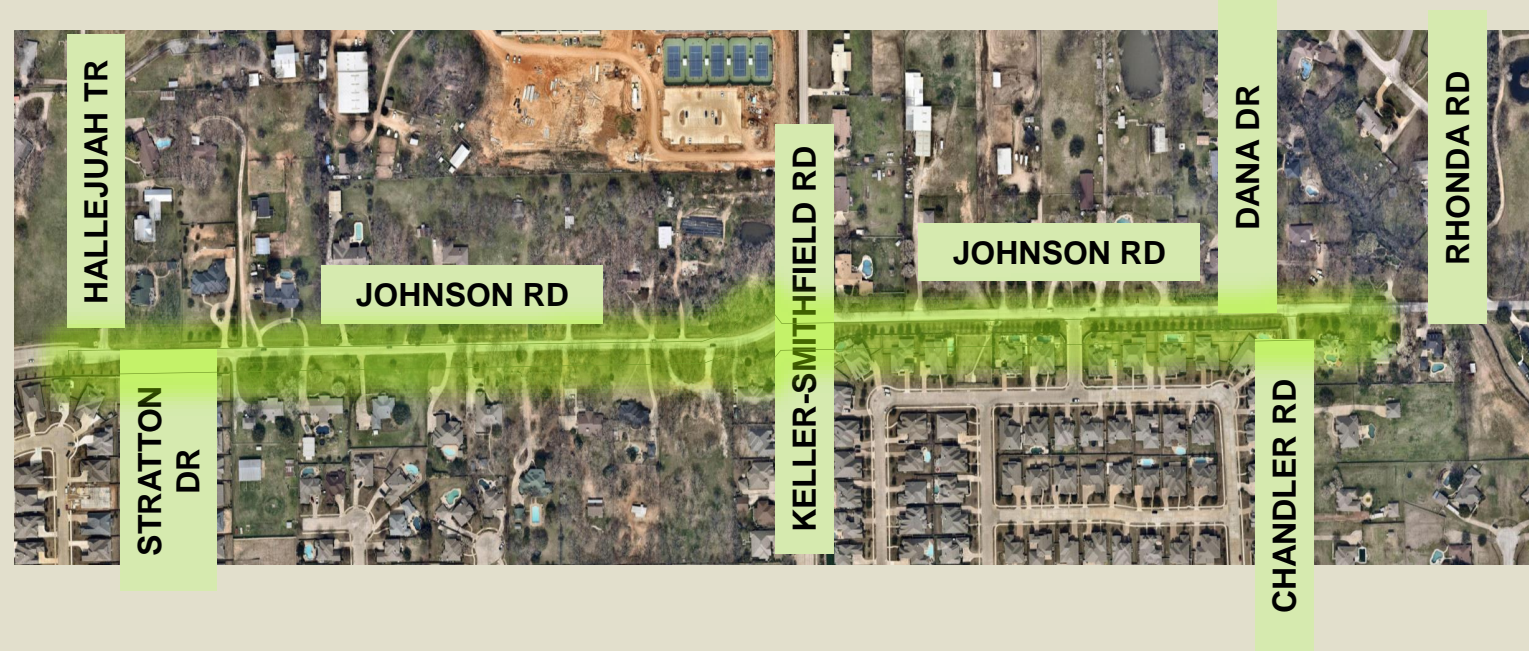 HALLEJUAH TR
STRATTON
DR
JOHNSON RD
KELLER-SMITHFIELD RD
JOHNSON RD
DANA DR
CHANDLER RD
RHONDA RD